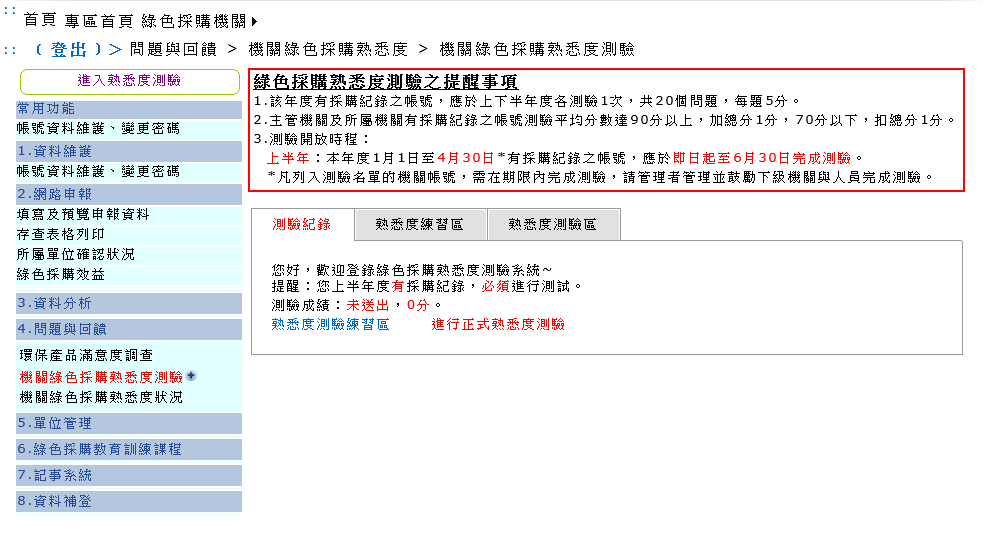 :: 首頁 專區首頁 綠色採購機關
:: （登出）＞問題與回饋 > 機關綠色採購熟悉度 > 機關綠色採購熟悉度測驗
進入熟悉度測驗
常用功能
帳號資料維護、變更密碼
1.資料維護
帳號資料維護、變更密碼
2.網路申報
填寫及預覽申報資料
存查表格列印
所屬單位確認狀況
綠色採購效益
3.資料分析
4.問題與回饋
環保產品滿意度調查
機關綠色採購熟悉度測驗
機關綠色採購熟悉度狀況
5.單位管理
6.綠色採購教育訓練課程
7.記事系統
8.資料補登
綠色採購熟悉度測驗之提醒事項
1.該年度有採購紀錄之帳號，應於上下半年度各測驗1次，共20個問題，每題5分。
2.主管機關及所屬機關有採購紀錄之帳號測驗平均分數達90分以上，加總分1分，70分以下，扣總分1分。
3.測驗開放時程：
上半年：本年度1月1日至4月30日*有採購紀錄之帳號，應於即日起至6月30日完成測驗。
*凡列入測驗名單的機關帳號，需在期限內完成測驗，請管理者管理並鼓勵下級機關與人員完成測驗。
測驗紀錄 熟悉度練習區 熟悉度測驗區
您好，歡迎登錄綠色採購熟悉度測驗系統~
提醒：您上半年度有採購紀錄，必須進行測試。
測驗成績：未送出，0分。
熟悉度測驗練習區 進行正式熟悉度測驗